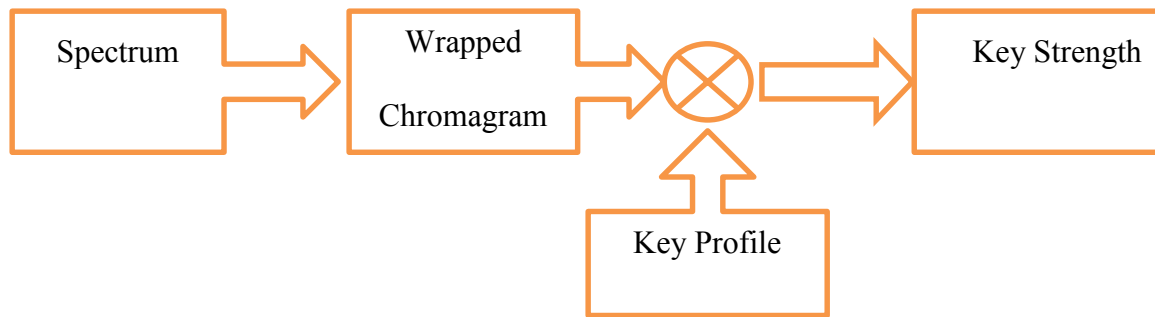 Spectrum
Wrapped
Chromagram
Key Strength
Key Profile